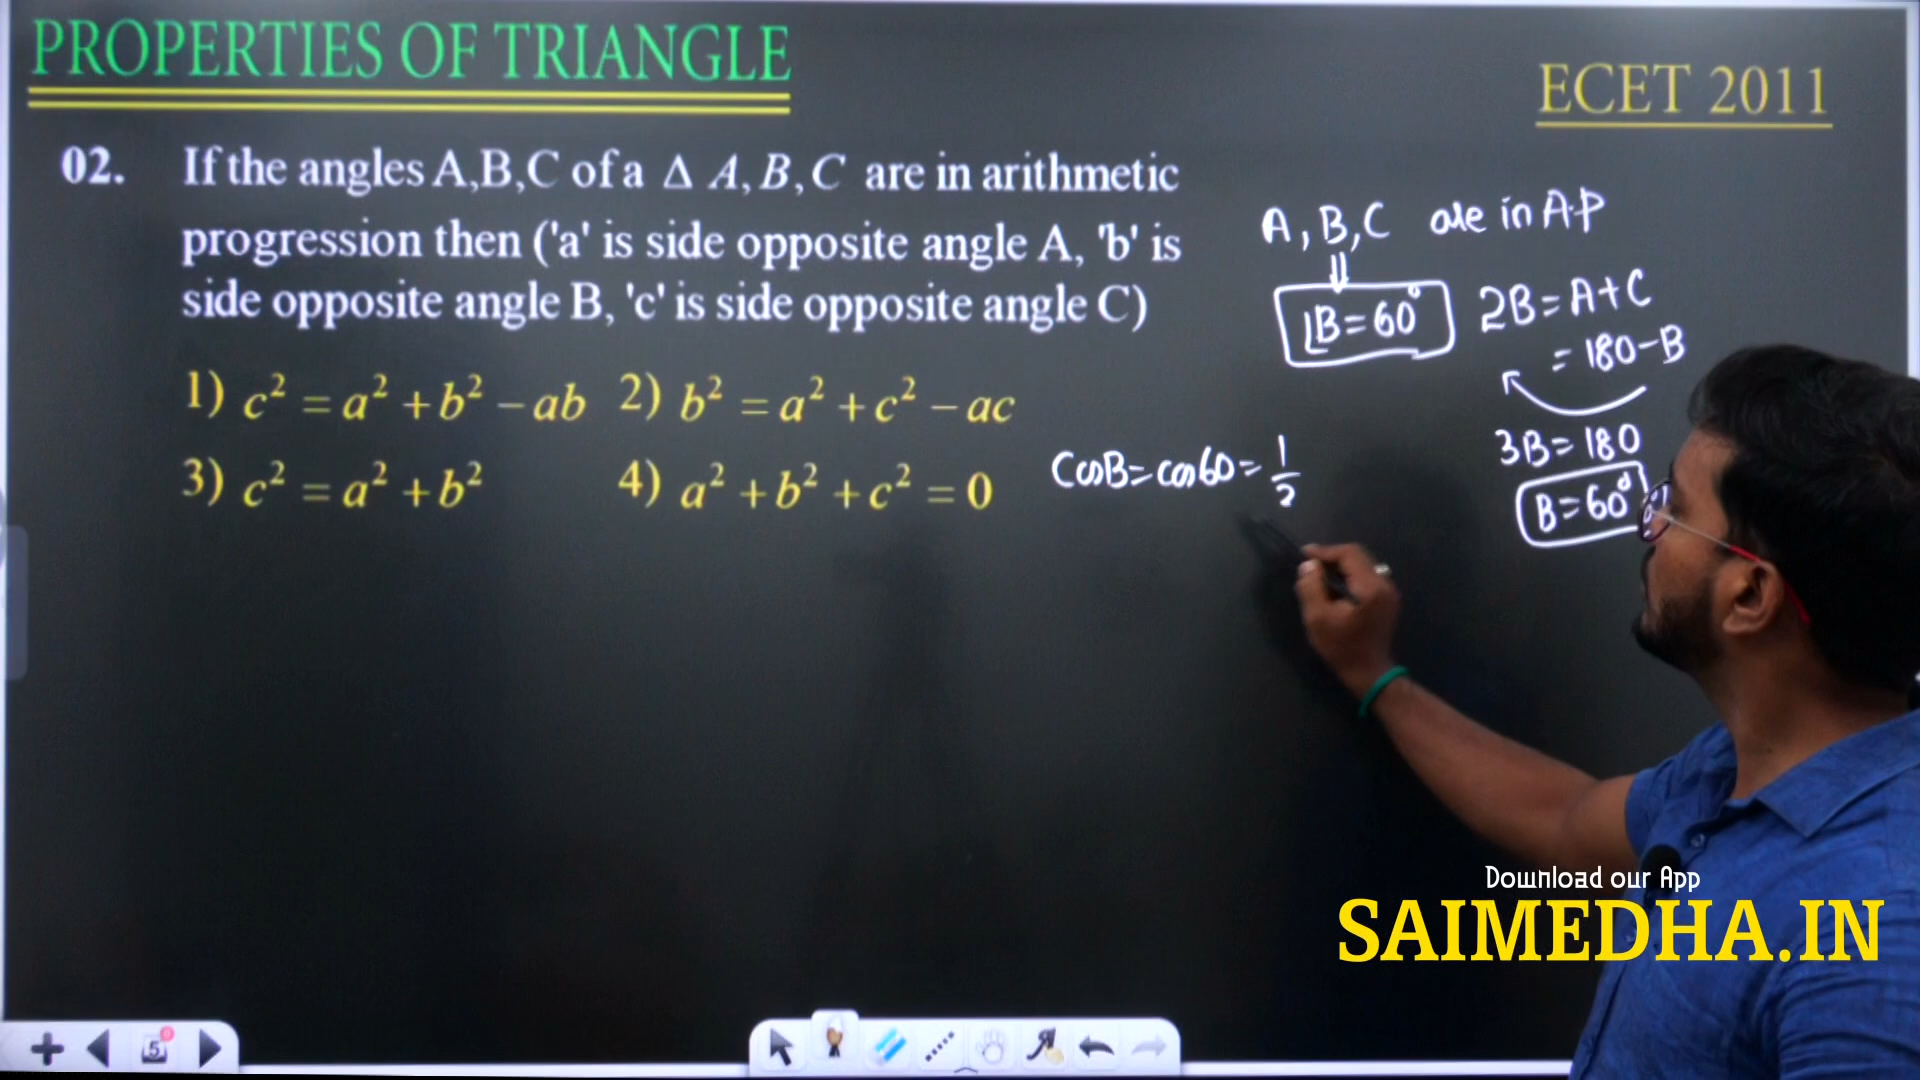 PROPERTIES OF TRIANGLE
ECET 2011
02. If the angles A,B,C of a Δ A,B,C are in arithmetic
progression then ('a' is side opposite angle A, 'b' is
side opposite angle B, 'c' is side opposite angle C)
1) c² = a² + b² − ab 2) b² = a² + c² − ac
3) c² = a² + b² 4) a² + b² + c² = 0
A, B, C are in A.P
⇓
∠B = 60° 2B = A+C
= 180−B
3B = 180
B = 60°
CosB = cos60 = 1/2
Download our App
SAIMEDHA.IN
5